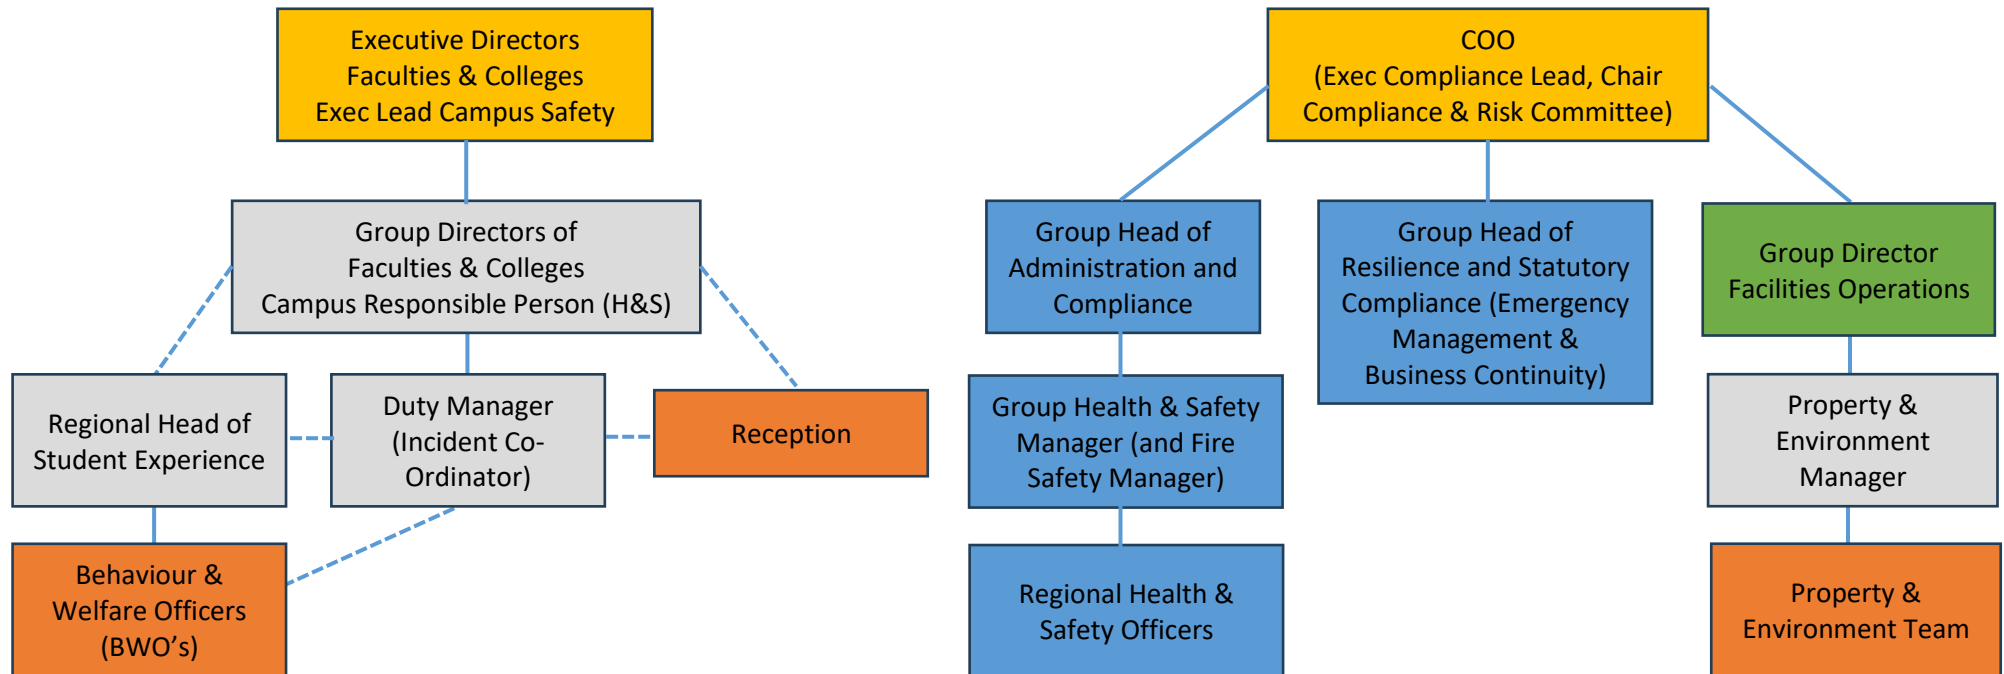 Executive Directors
Faculties & Colleges
Exec Lead Campus Safety
COO
(Exec Compliance Lead, Chair
Compliance & Risk Committee)
Group Directors of
Faculties & Colleges
Campus Responsible Person (H&S)
Group Head of
Administration and
Compliance
Group Head of
Resilience and Statutory
Compliance (Emergency
Management &
Business Continuity)
Group Director
Facilities Operations
Regional Head of
Student Experience
Duty Manager
(Incident Co-
Ordinator)
Reception
Group Health & Safety
Manager (and Fire
Safety Manager)
Property &
Environment
Manager
Behaviour &
Welfare Officers
(BWO’s)
Regional Health &
Safety Officers
Property &
Environment Team